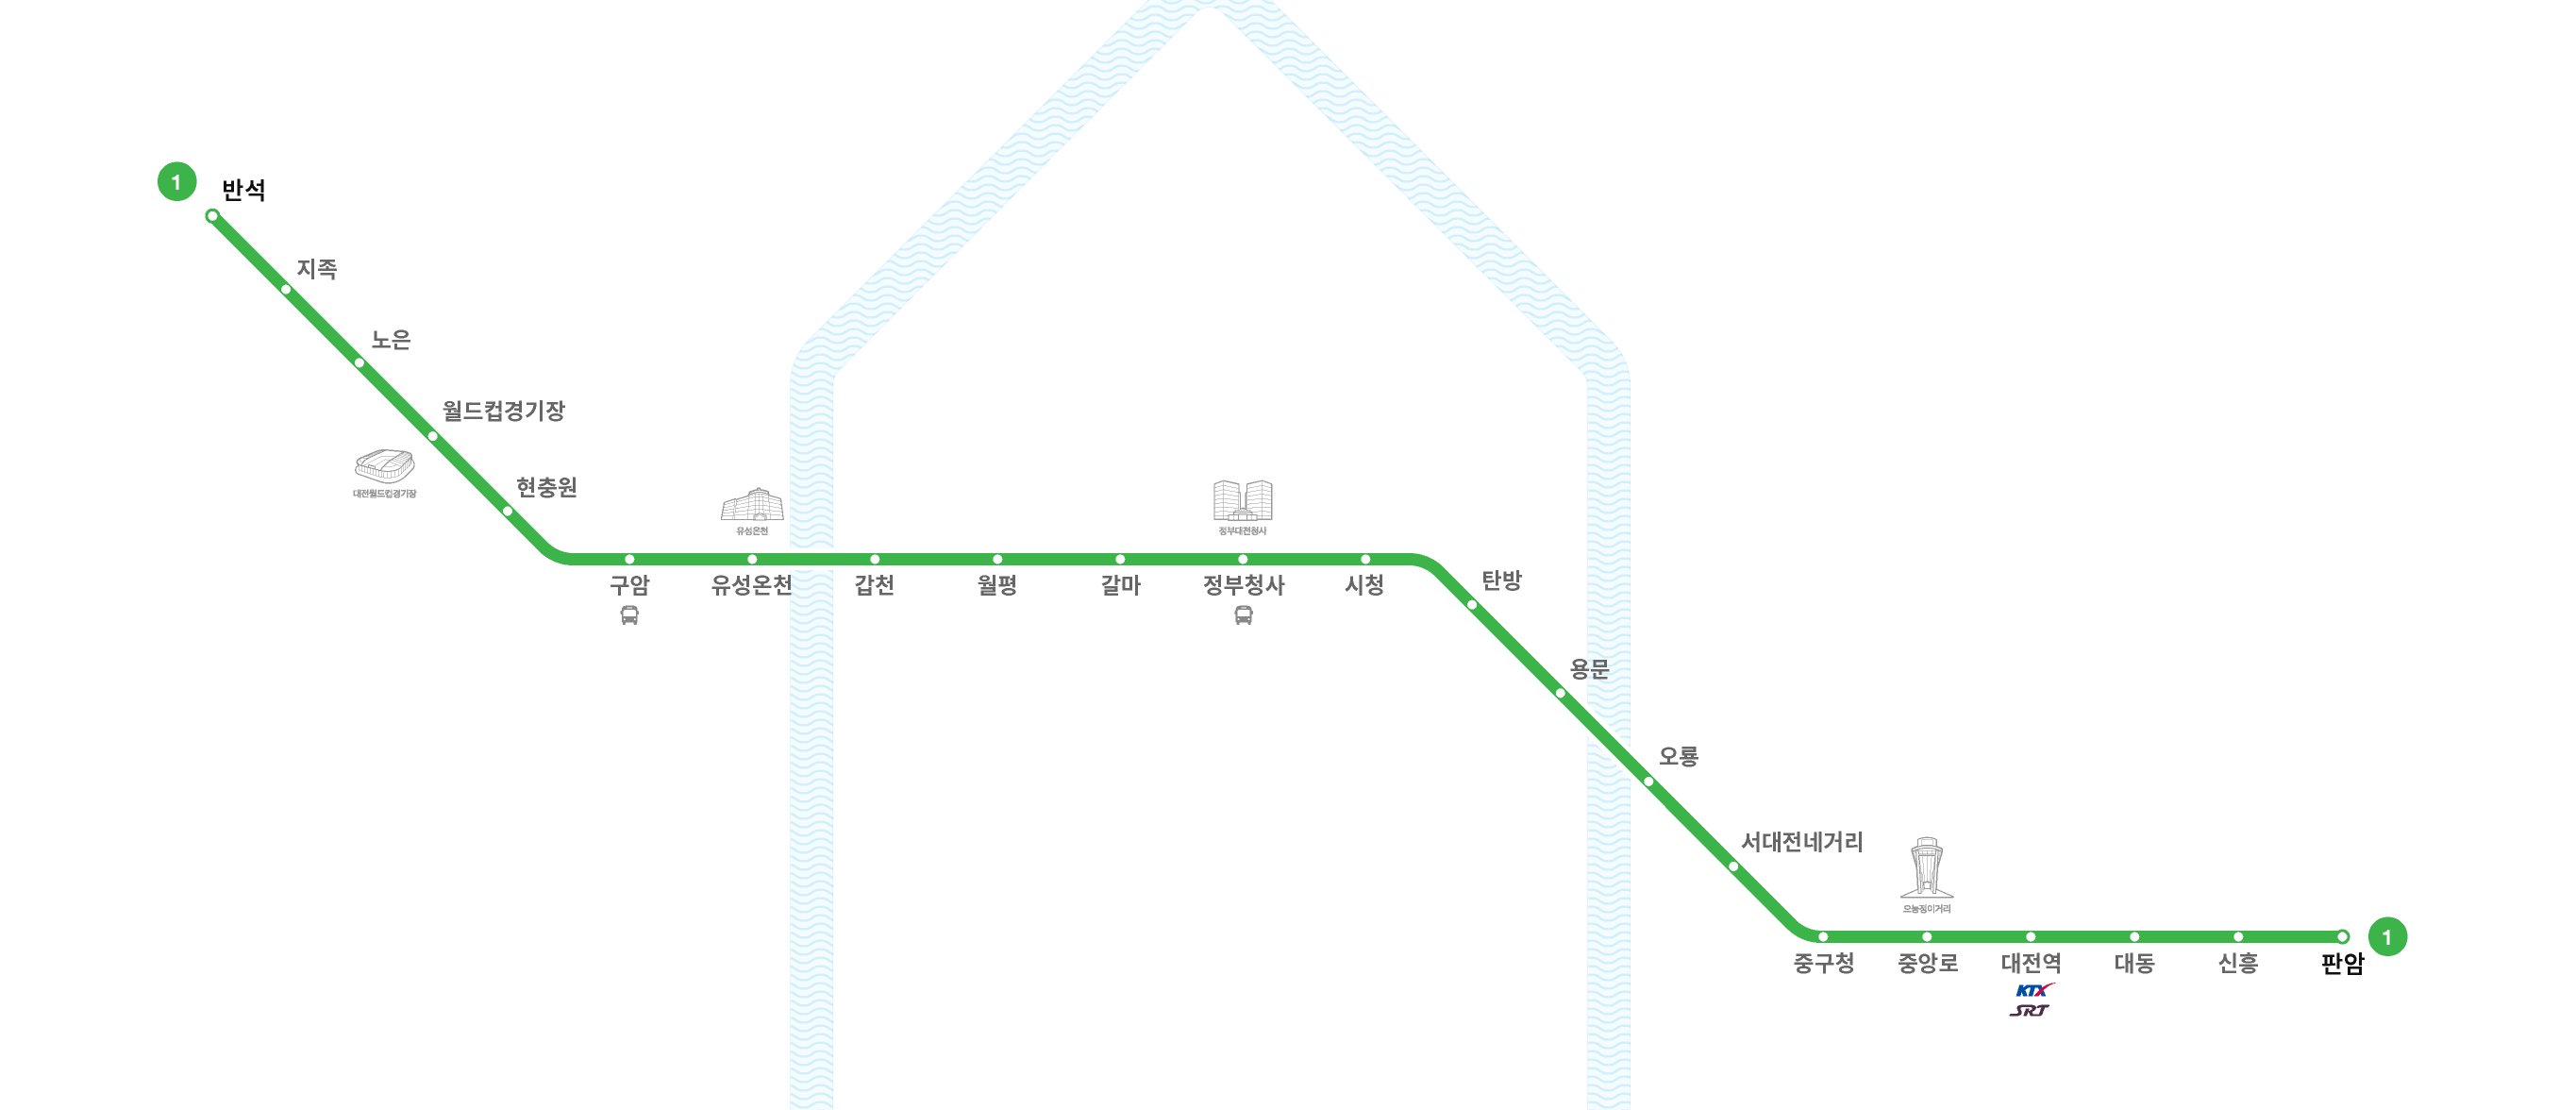 1
반석
지족
노은
월드컵경기장
대전월드컵경기장
현충원
구암
유성온천
유성온천
갑천
월평
갈마
정부대전청사
정부청사
시청
탄방
용문
오룡
서대전네거리
중구청
으능정이거리
중앙로
대전역
KTX
SRT
대동
신흥
판암
1